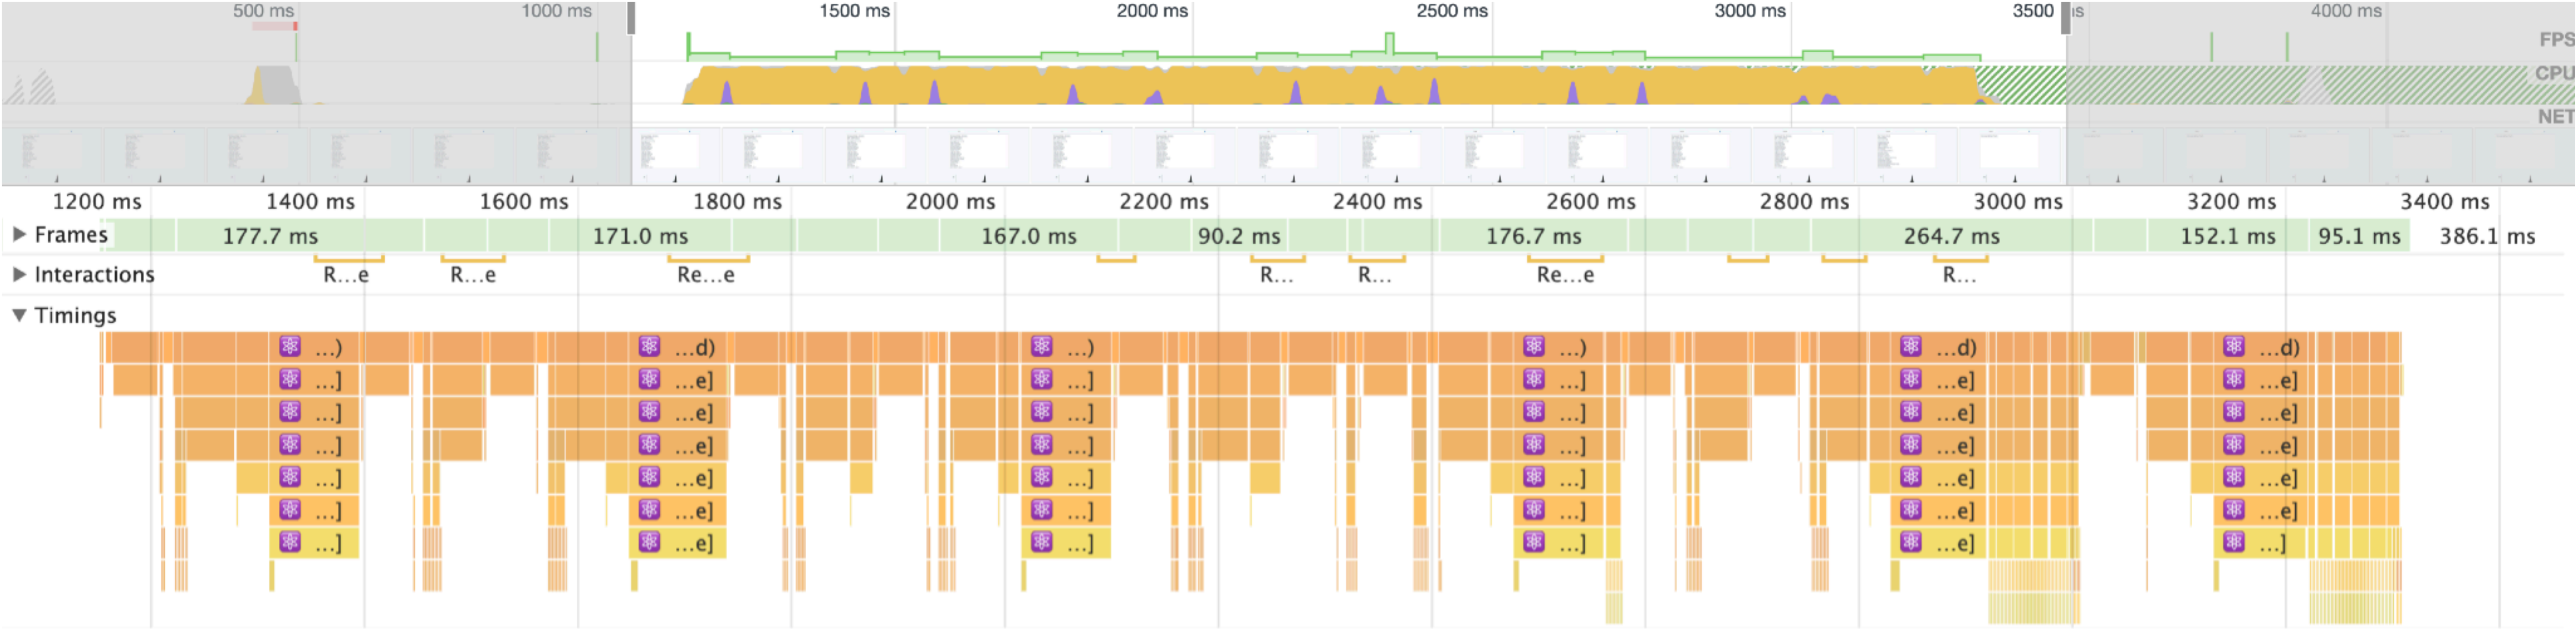 500 ms 1000 ms 1500 ms 2000 ms 2500 ms 3000 ms 3500 ms 4000 ms
FPS
CPU
NET
1200 ms 1400 ms 1600 ms 1800 ms 2000 ms 2200 ms 2400 ms 2600 ms 2800 ms 3000 ms 3200 ms 3400 ms
Frames 177.7 ms 171.0 ms 167.0 ms 90.2 ms 176.7 ms 264.7 ms 152.1 ms 95.1 ms 386.1 ms
Interactions R...e R...e Re...e R... R... Re...e R...
Timings
...) ...d) ...) ...) ...d) ...d)
...] ...e] ...] ...] ...e] ...e]
...] ...e] ...] ...] ...e] ...e]
...] ...e] ...] ...] ...e] ...e]
...] ...e] ...] ...] ...e] ...e]
...] ...e] ...] ...] ...e] ...e]
...] ...e] ...] ...] ...e] ...]